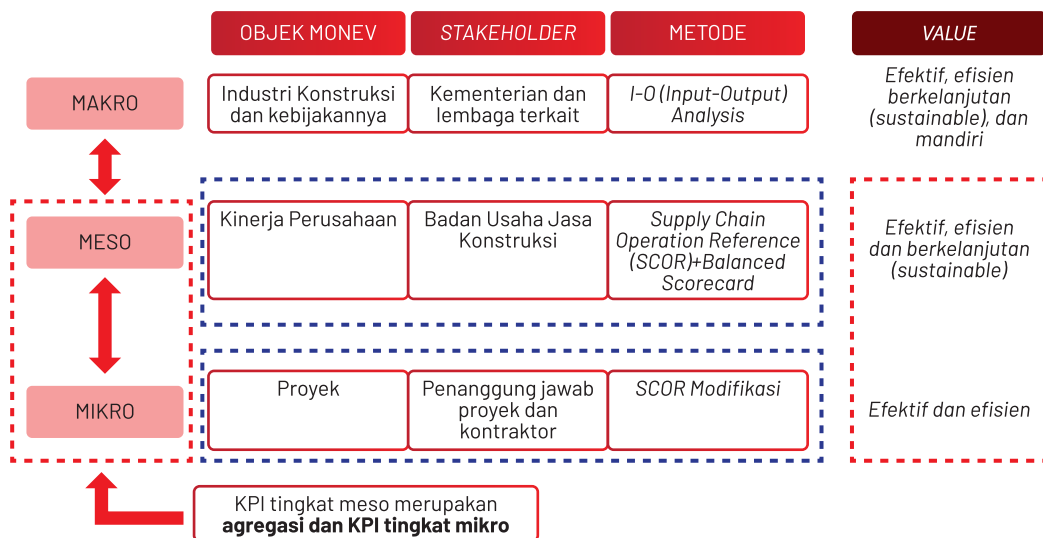 OBJEK MONEV
STAKEHOLDER
METODE
VALUE
MAKRO
Industri Konstruksi
dan kebijakannya
Kementerian dan
lembaga terkait
I-O (Input-Output)
Analysis
Efektif, efisien
berkelanjutan
(sustainable), dan
mandiri
MESO
Kinerja Perusahaan
Badan Usaha Jasa
Konstruksi
Supply Chain
Operation Reference
(SCOR)+Balanced
Scorecard
Efektif, efisien
dan berkelanjutan
(sustainable)
MIKRO
Proyek
Penanggung jawab
proyek dan
kontraktor
SCOR Modifikasi
Efektif dan efisien
KPI tingkat meso merupakan
agregasi dan KPI tingkat mikro